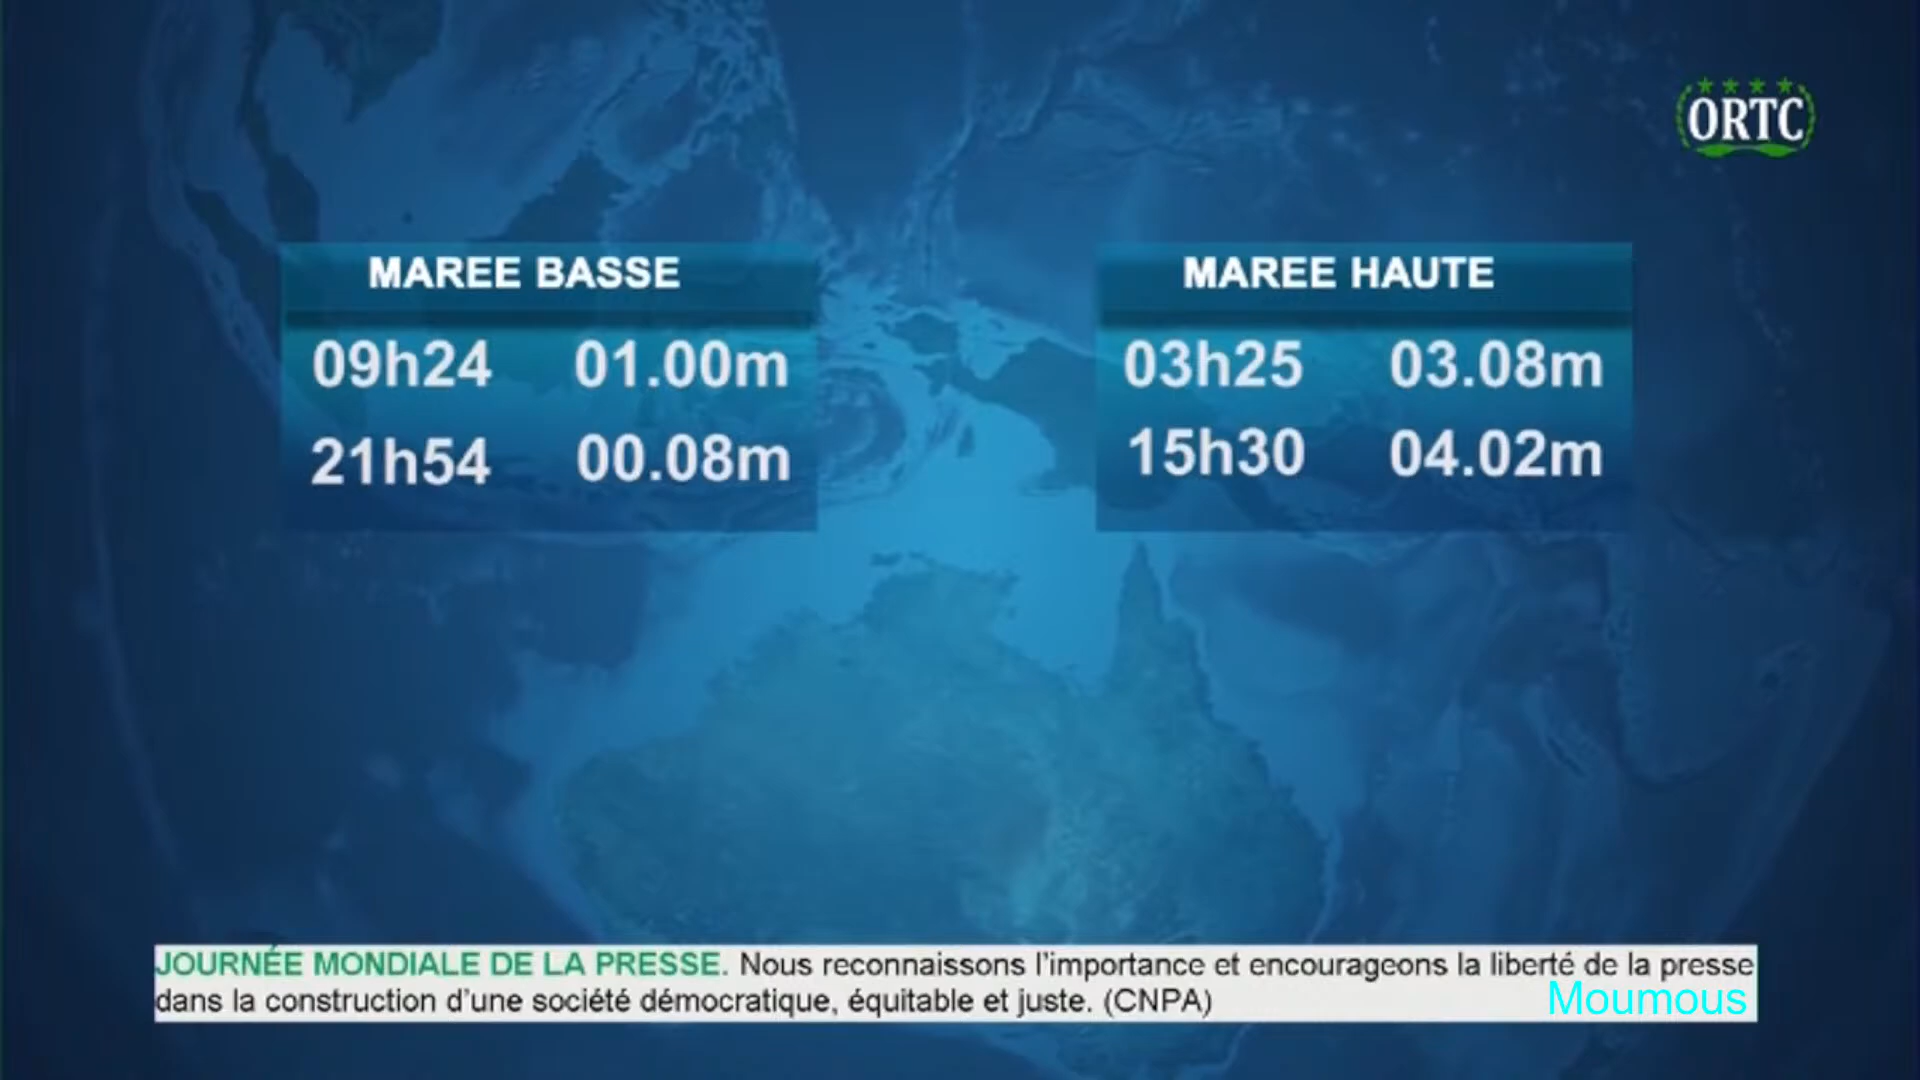 ORTC
MAREE BASSE
09h24 01.00m
21h54 00.08m
MAREE HAUTE
03h25 03.08m
15h30 04.02m
JOURNÉE MONDIALE DE LA PRESSE. Nous reconnaissons l'importance et encourageons la liberté de la presse
dans la construction d'une société démocratique, équitable et juste. (CNPA)
Moumous